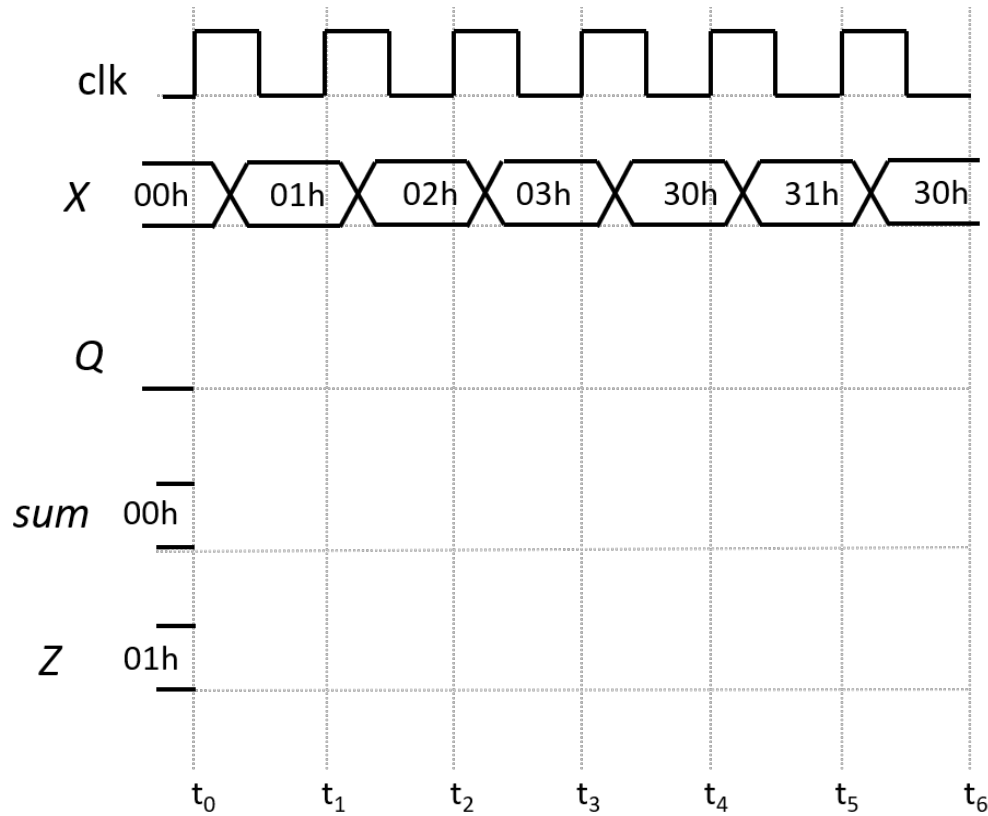 clk
X 00h 01h 02h 03h 30h 31h 30h
Q
sum 00h
Z 01h
t0 t1 t2 t3 t4 t5 t6